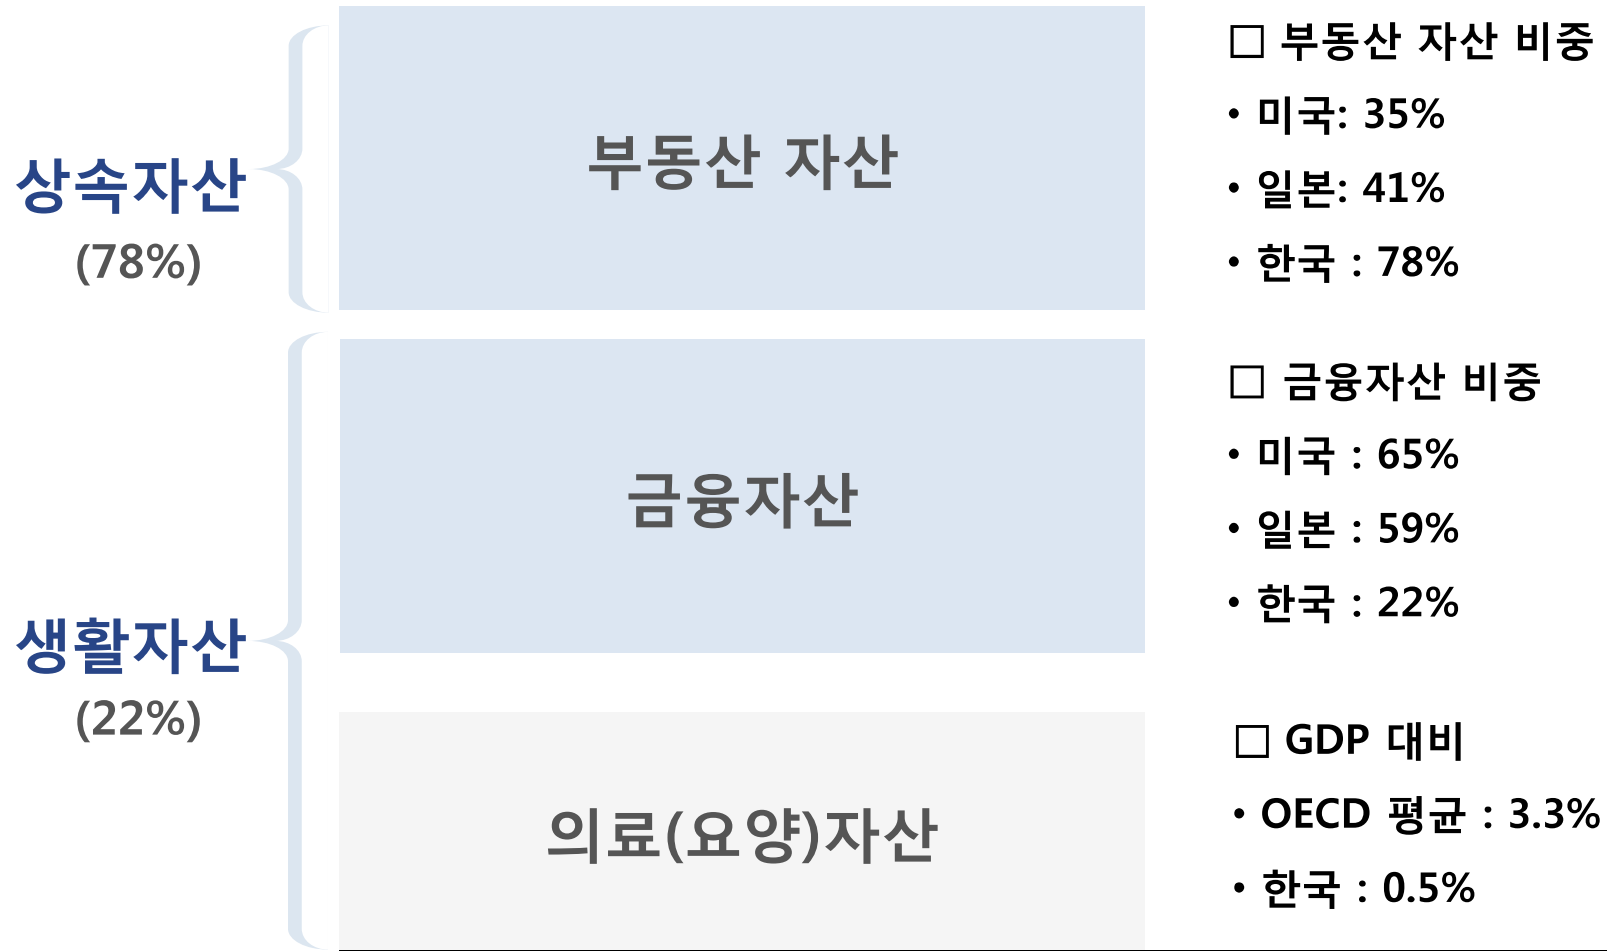 상속자산
(78%)
부동산 자산
□ 부동산 자산 비중
• 미국: 35%
• 일본: 41%
• 한국 : 78%
생활자산
(22%)
금융자산
□ 금융자산 비중
• 미국 : 65%
• 일본 : 59%
• 한국 : 22%
의료(요양)자산
□ GDP 대비
• OECD 평균 : 3.3%
• 한국 : 0.5%